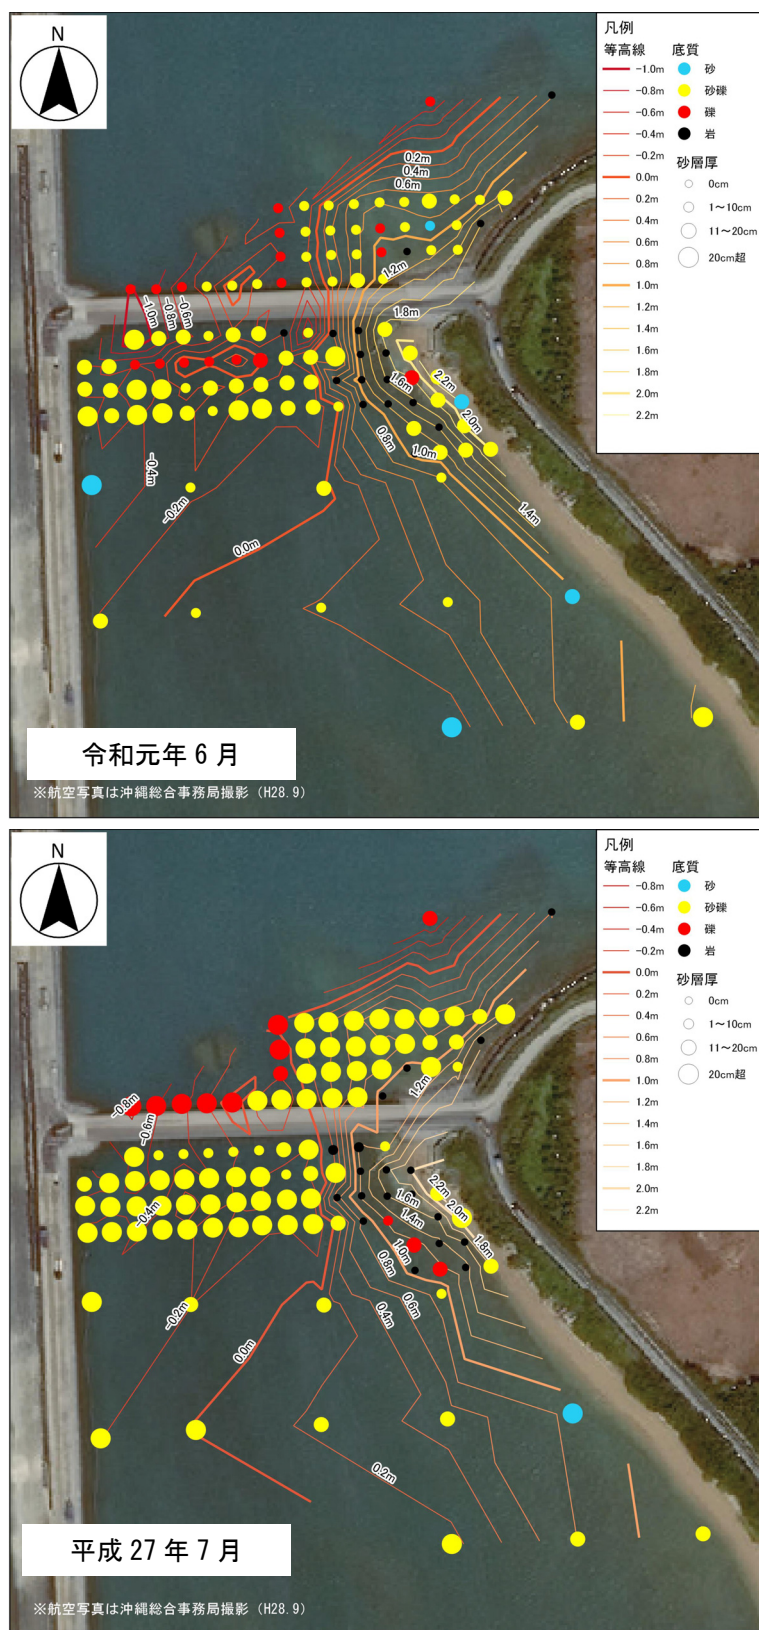 N
凡例
等高線 底質
-1.0m 砂
-0.8m 砂礫
-0.6m 礫
-0.4m 岩
-0.2m 砂層厚
0.0m 0cm
0.2m 1～10cm
0.4m 11～20cm
0.6m 20cm超
0.8m
1.0m
1.2m
1.4m
1.6m
1.8m
2.0m
2.2m
0.2m
0.4m
0.6m
1.2m
-1.0m
-0.8m
-0.6m
1.8m
1.6m
2.2m
2.0m
0.8m
1.0m
-0.4m
-0.2m
1.4m
0.0m
令和元年6月
※航空写真は沖縄総合事務局撮影（H28.9）
N
凡例
等高線 底質
-0.8m 砂
-0.6m 砂礫
-0.4m 礫
-0.2m 岩
0.0m 砂層厚
0.2m 0cm
0.4m 1～10cm
0.6m 11～20cm
0.8m 20cm超
1.0m
1.2m
1.4m
1.6m
1.8m
2.0m
2.2m
1.2m
-0.8m
-0.6m
2.2m
2.0m
1.6m
1.4m
-0.4m
1.8m
1.0m
0.8m
-0.2m
0.6m
0.4m
0.0m
0.2m
平成27年7月
※航空写真は沖縄総合事務局撮影（H28.9）